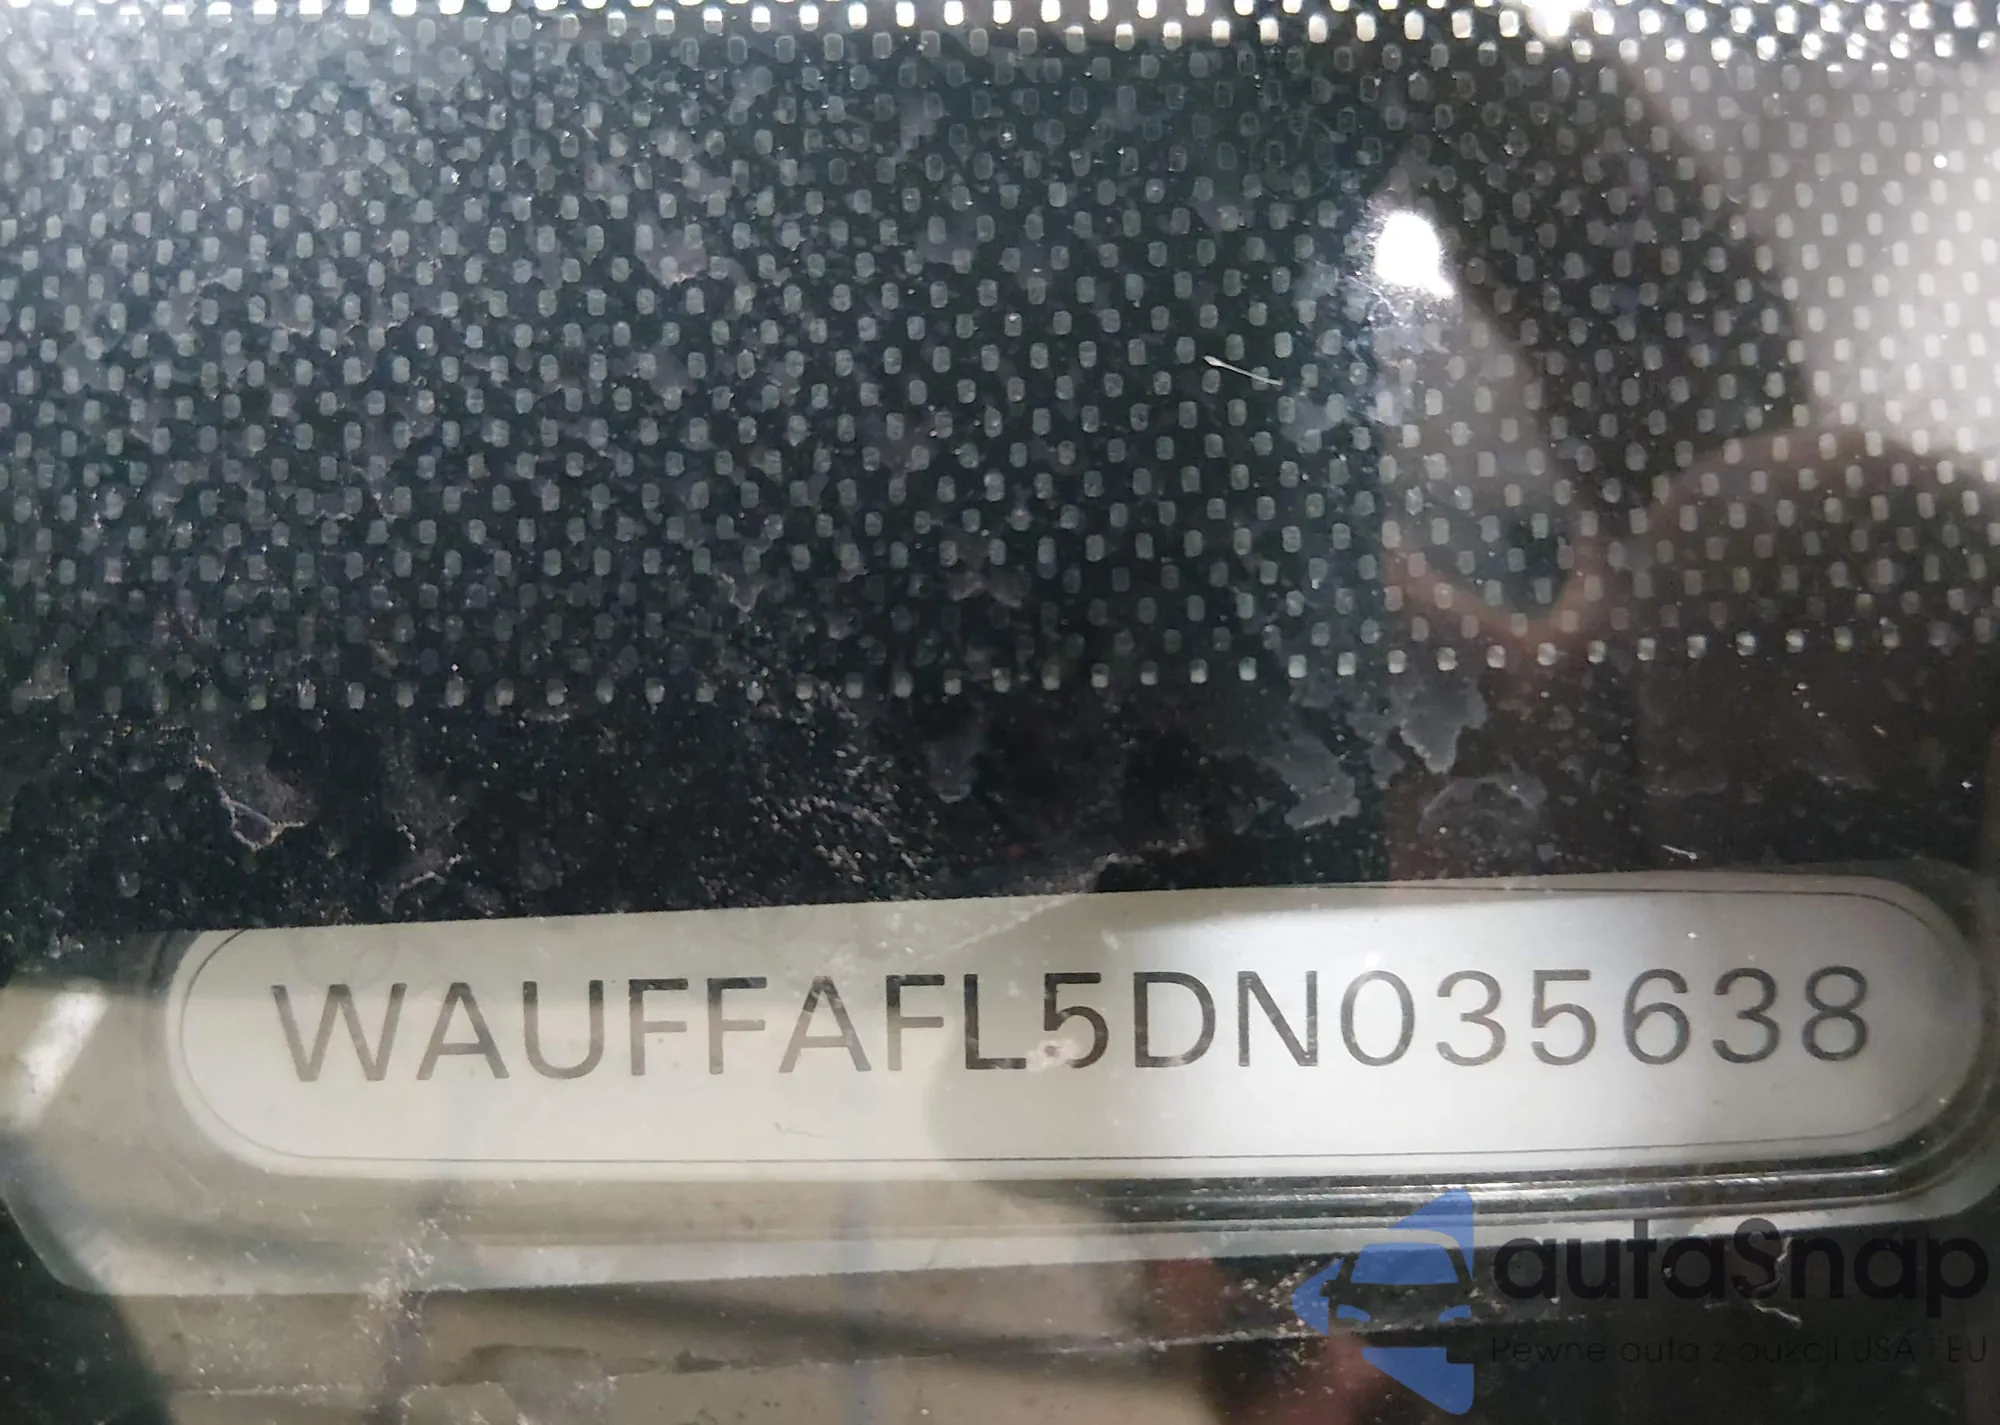 WAUFFAFL5DN035638
autaSnap
Pewne auta z aukcji USA i EU